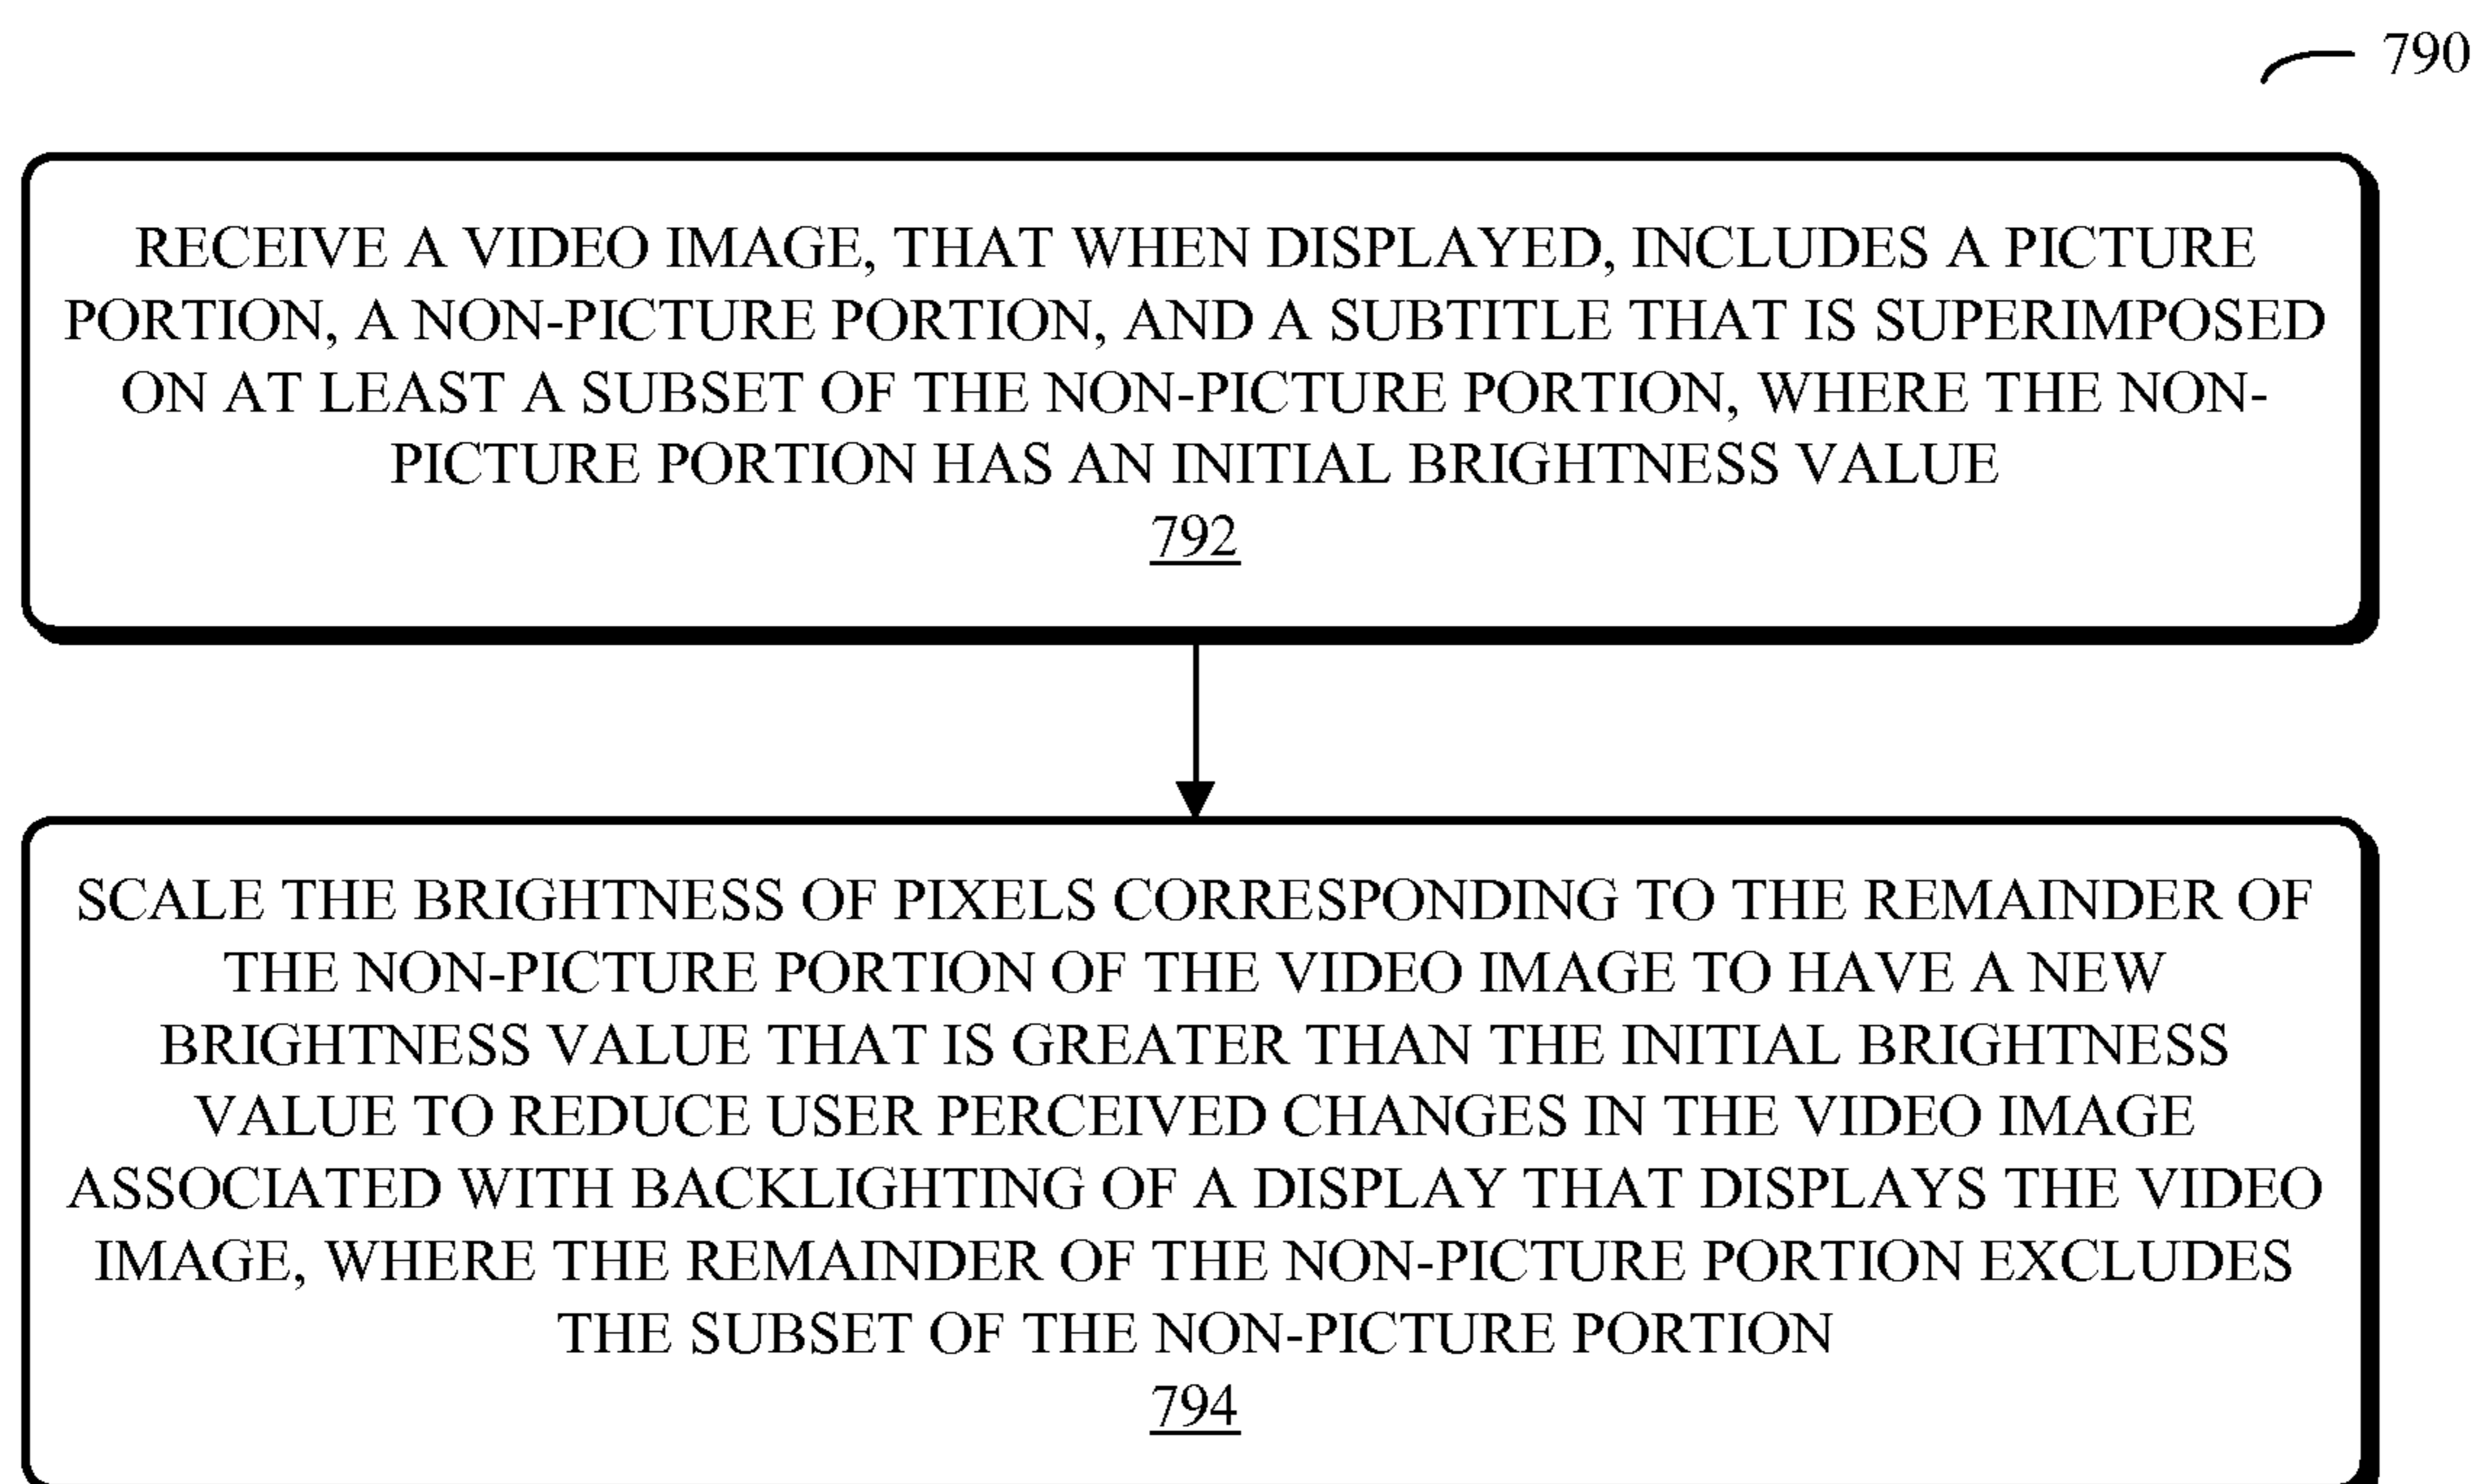 790
RECEIVE A VIDEO IMAGE, THAT WHEN DISPLAYED, INCLUDES A PICTURE
PORTION, A NON-PICTURE PORTION, AND A SUBTITLE THAT IS SUPERIMPOSED
ON AT LEAST A SUBSET OF THE NON-PICTURE PORTION, WHERE THE NON-
PICTURE PORTION HAS AN INITIAL BRIGHTNESS VALUE
792
SCALE THE BRIGHTNESS OF PIXELS CORRESPONDING TO THE REMAINDER OF
THE NON-PICTURE PORTION OF THE VIDEO IMAGE TO HAVE A NEW
BRIGHTNESS VALUE THAT IS GREATER THAN THE INITIAL BRIGHTNESS
VALUE TO REDUCE USER PERCEIVED CHANGES IN THE VIDEO IMAGE
ASSOCIATED WITH BACKLIGHTING OF A DISPLAY THAT DISPLAYS THE VIDEO
IMAGE, WHERE THE REMAINDER OF THE NON-PICTURE PORTION EXCLUDES
THE SUBSET OF THE NON-PICTURE PORTION
794